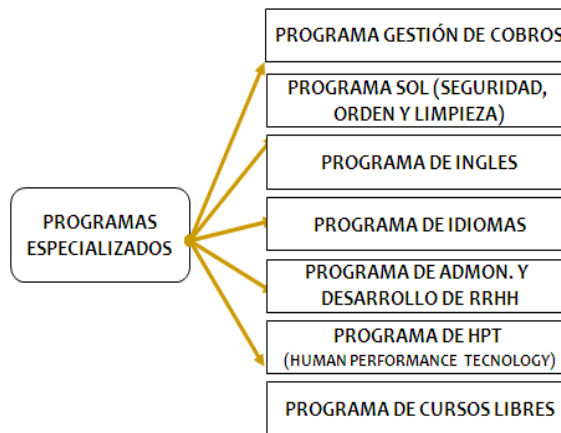 PROGRAMAS
ESPECIALIZADOS
PROGRAMA GESTIÓN DE COBROS
PROGRAMA SOL (SEGURIDAD,
ORDEN Y LIMPIEZA)
PROGRAMA DE INGLES
PROGRAMA DE IDIOMAS
PROGRAMA DE ADMON. Y
DESARROLLO DE RRHH
PROGRAMA DE HPT
(HUMAN PERFORMANCE TECNOLOGY)
PROGRAMA DE CURSOS LIBRES